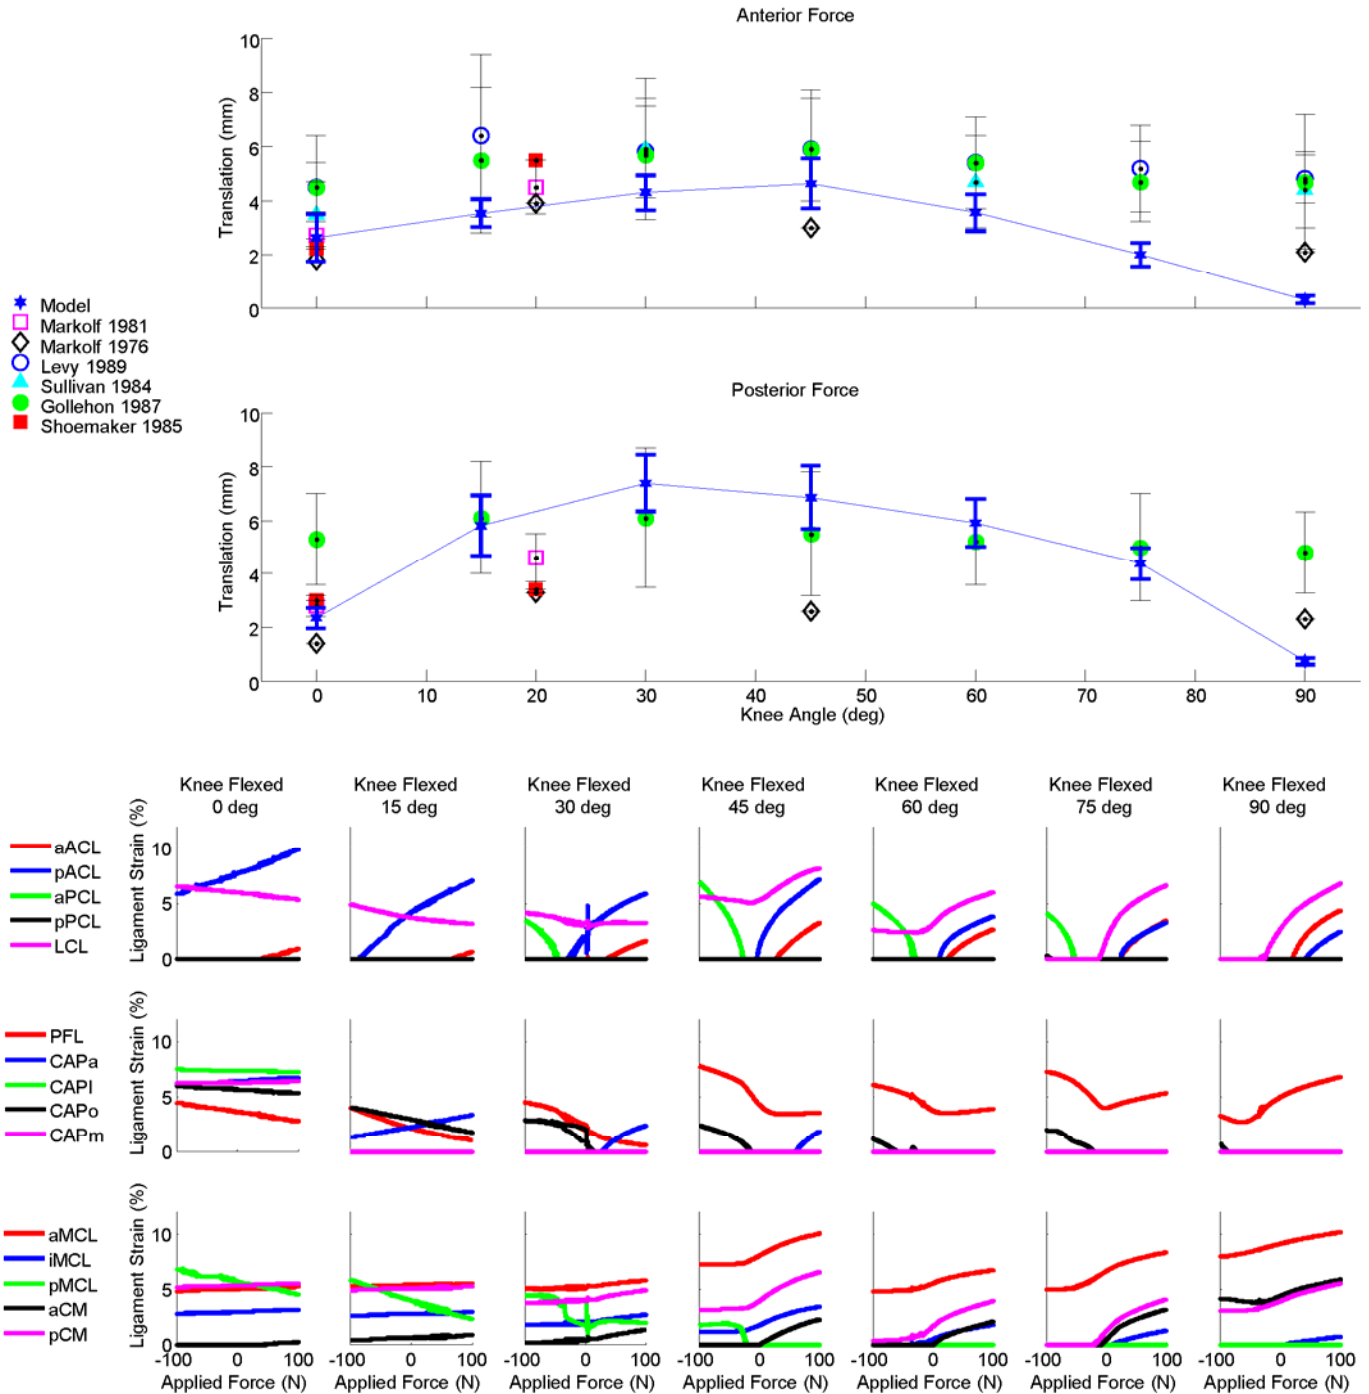 Anterior Force
10
8
6
4
2
0
Translation (mm)
Model
Markolf 1981
Markolf 1976
Levy 1989
Sullivan 1984
Gollehon 1987
Shoemaker 1985
Posterior Force
10
8
6
4
2
0
Translation (mm)
0 10 20 30 40 50 60 70 80 90
Knee Angle (deg)
Knee Flexed 0 deg
Knee Flexed 15 deg
Knee Flexed 30 deg
Knee Flexed 45 deg
Knee Flexed 60 deg
Knee Flexed 75 deg
Knee Flexed 90 deg
aACL
pACL
aPCL
pPCL
LCL
Ligament Strain (%)
10
5
0
PFL
CAPa
CAPl
CAPo
CAPm
Ligament Strain (%)
10
5
0
aMCL
iMCL
pMCL
aCM
pCM
Ligament Strain (%)
10
5
0
-100 0 100 -100 0 100 -100 0 100 -100 0 100 -100 0 100 -100 0 100 -100 0 100
Applied Force (N) Applied Force (N) Applied Force (N) Applied Force (N) Applied Force (N) Applied Force (N) Applied Force (N)